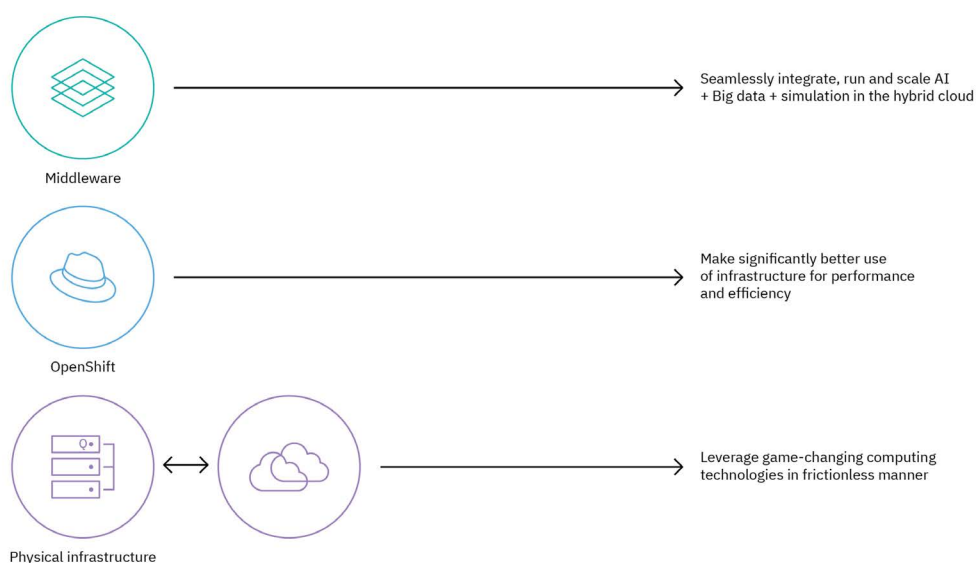 Seamlessly integrate, run and scale AI
+ Big data + simulation in the hybrid cloud
Middleware
Make significantly better use
of infrastructure for performance
and efficiency
OpenShift
Q
Leverage game-changing computing
technologies in frictionless manner
Physical infrastructure